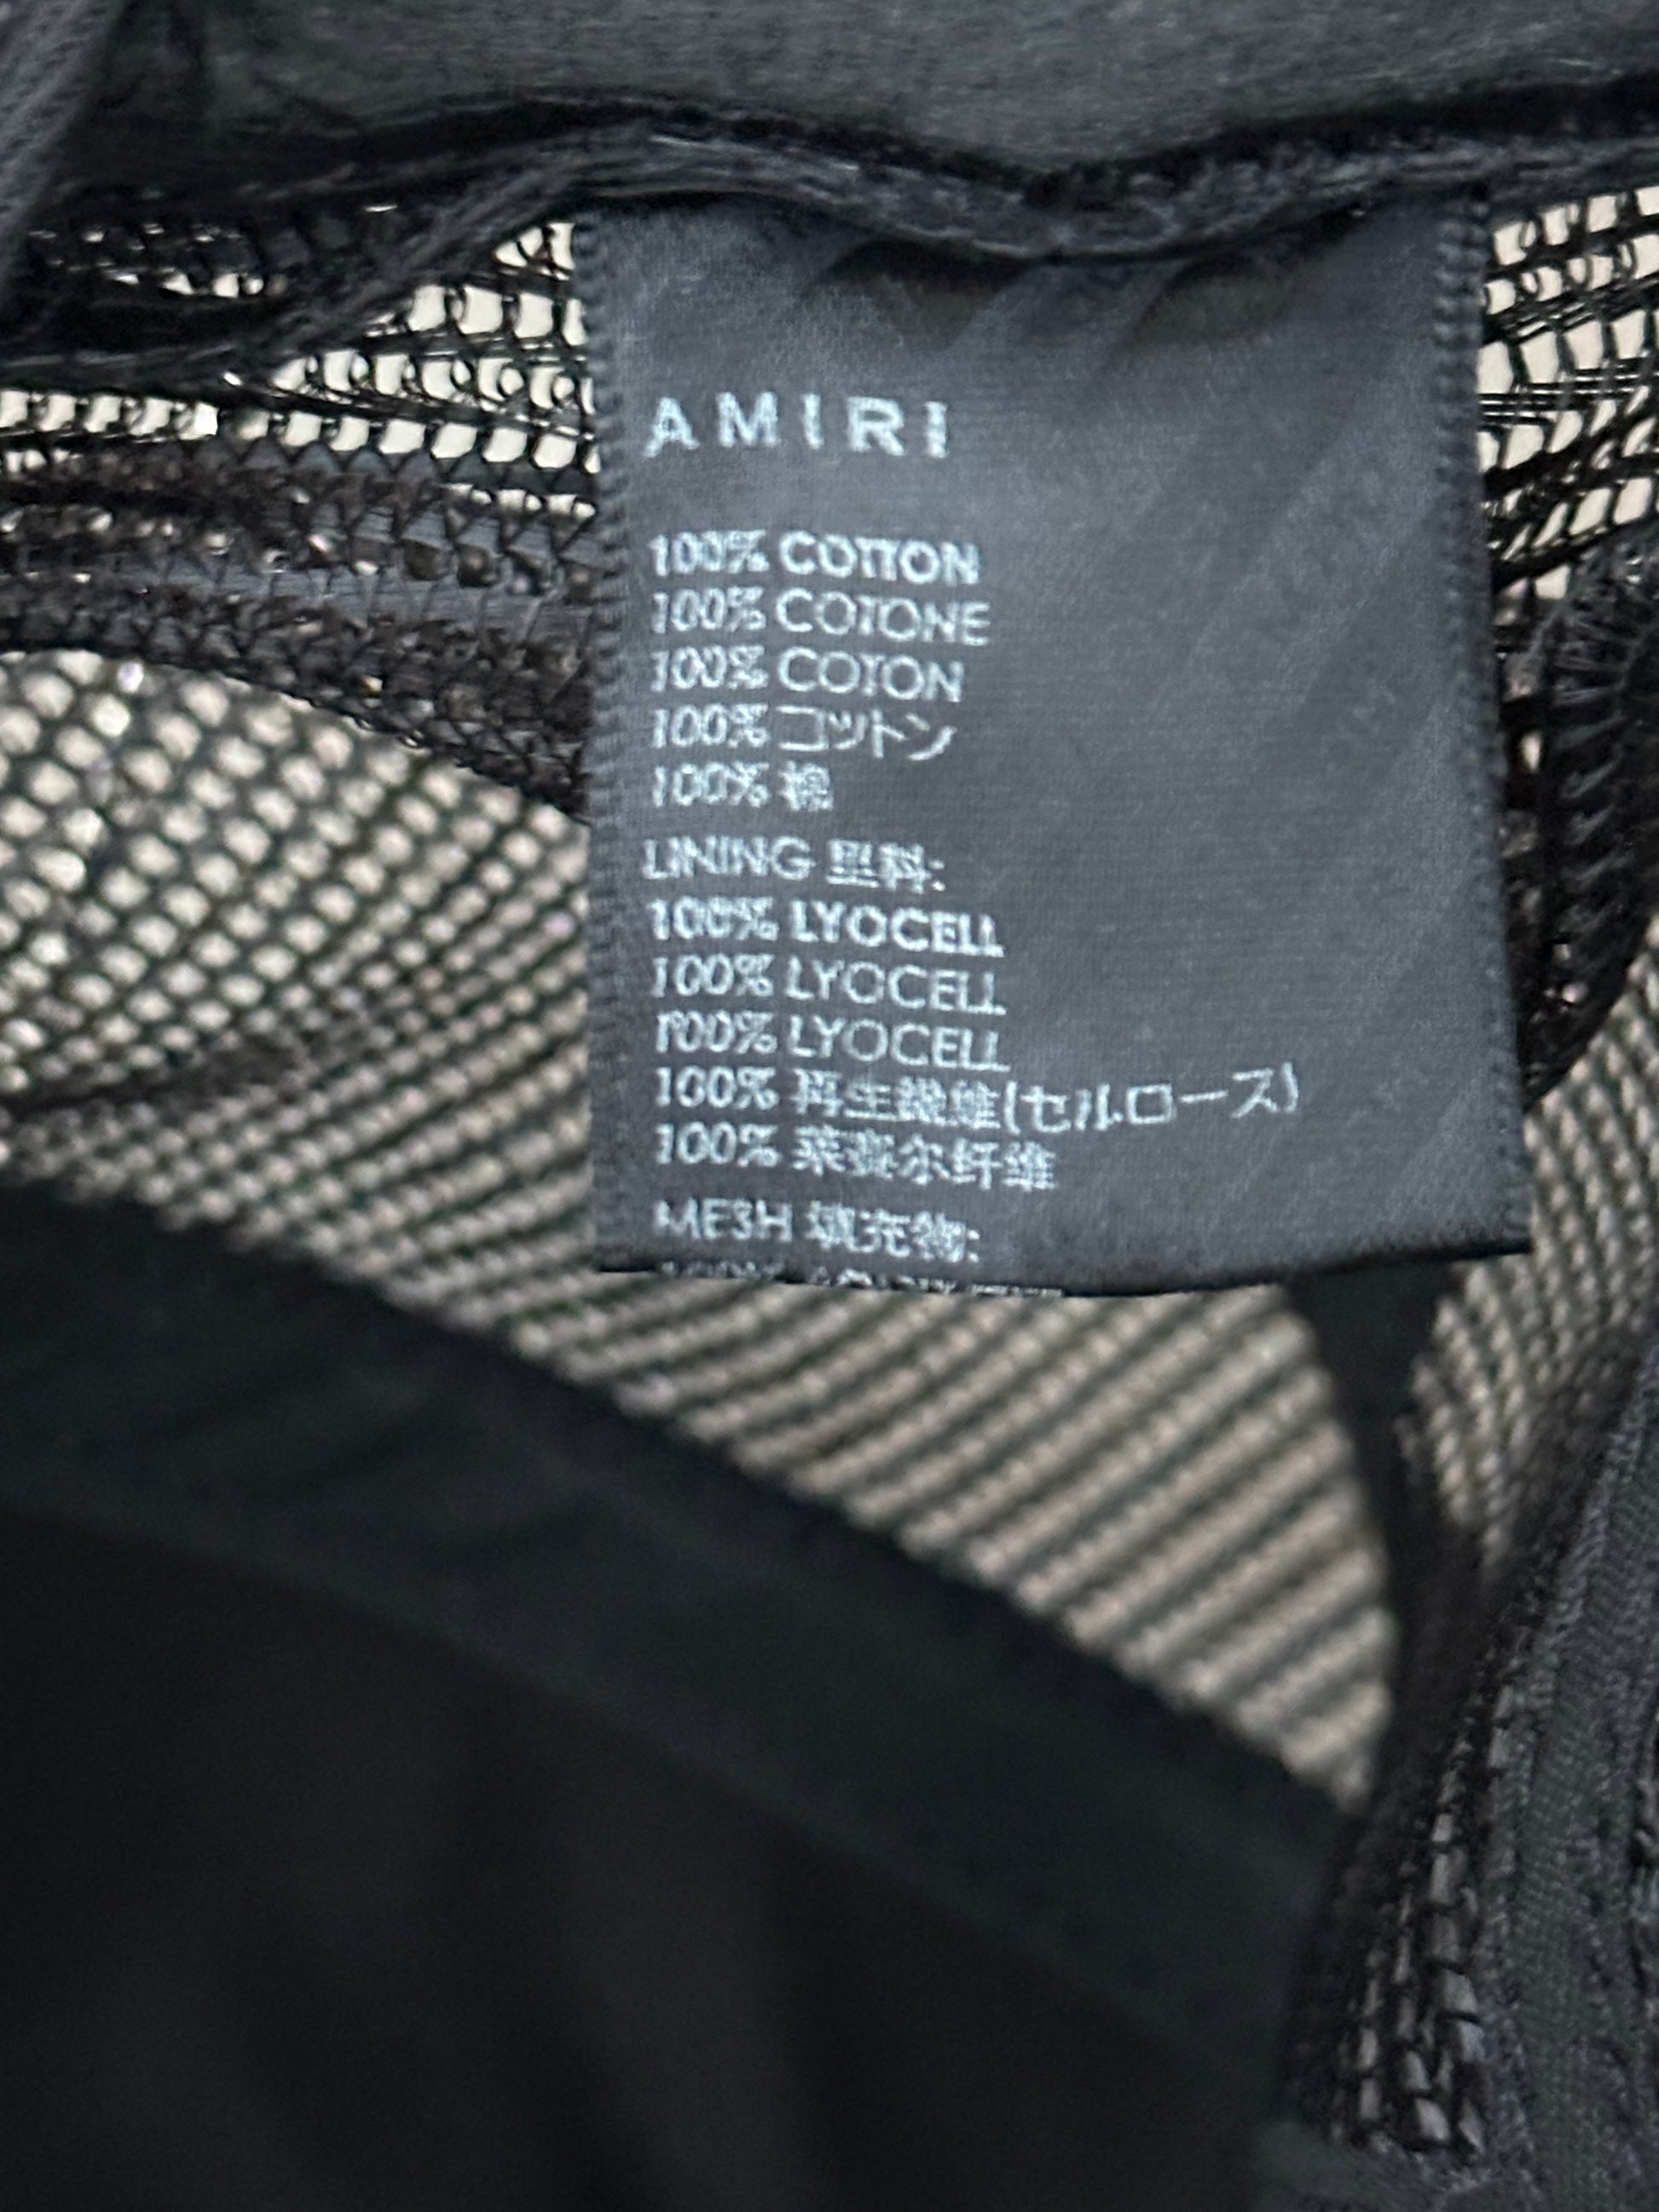 AMIRI
100% COTTON
100% COTONE
100% COTON
100% コットン
100% 棉
LINING 里料:
100% LYOCELL
100% LYOCELL
100% LYOCELL
100% 再生繊維(セルロース)
100% 莱赛尔纤维
MESH 填充物:
100%